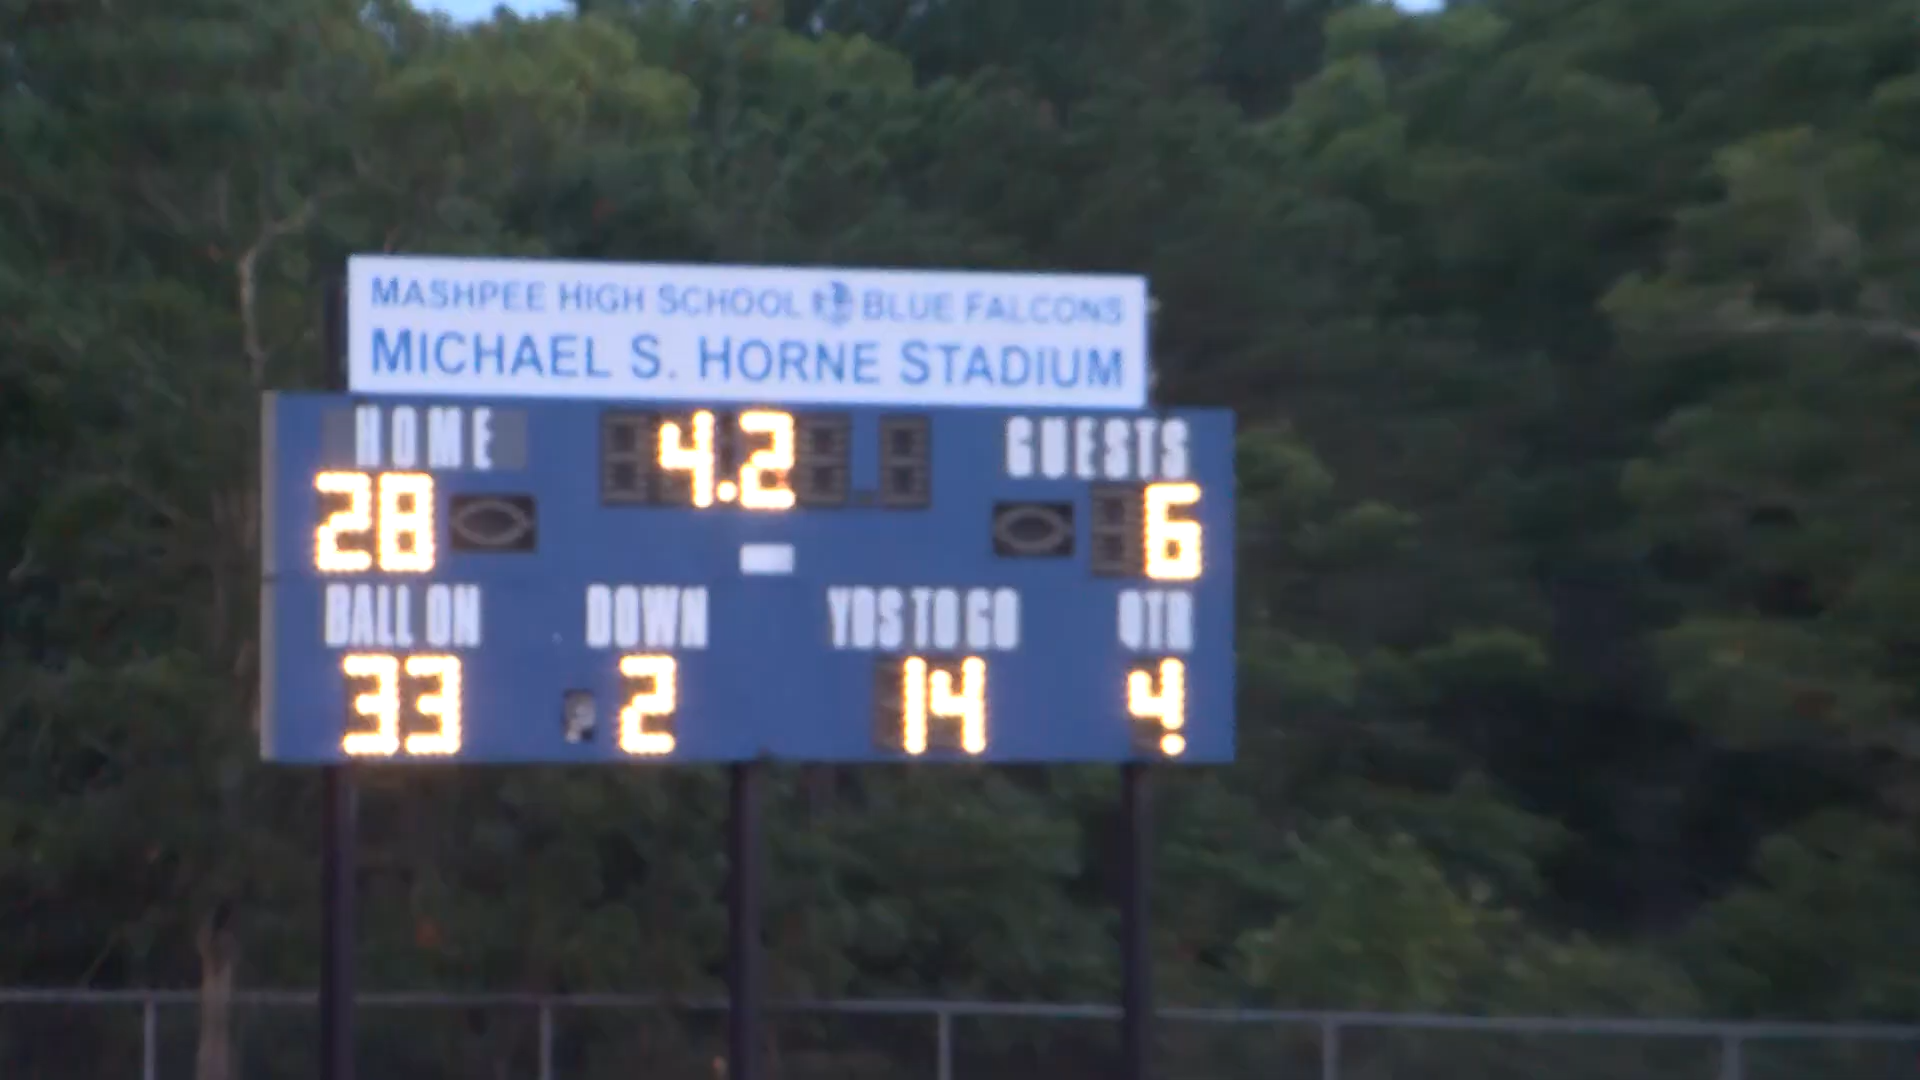 MASHPEE HIGH SCHOOL BLUE FALCONS
MICHAEL S. HORNE STADIUM
HOME 4.2 GUESTS
28 6
BALL ON DOWN YDS TO GO QTR
33 2 14 4